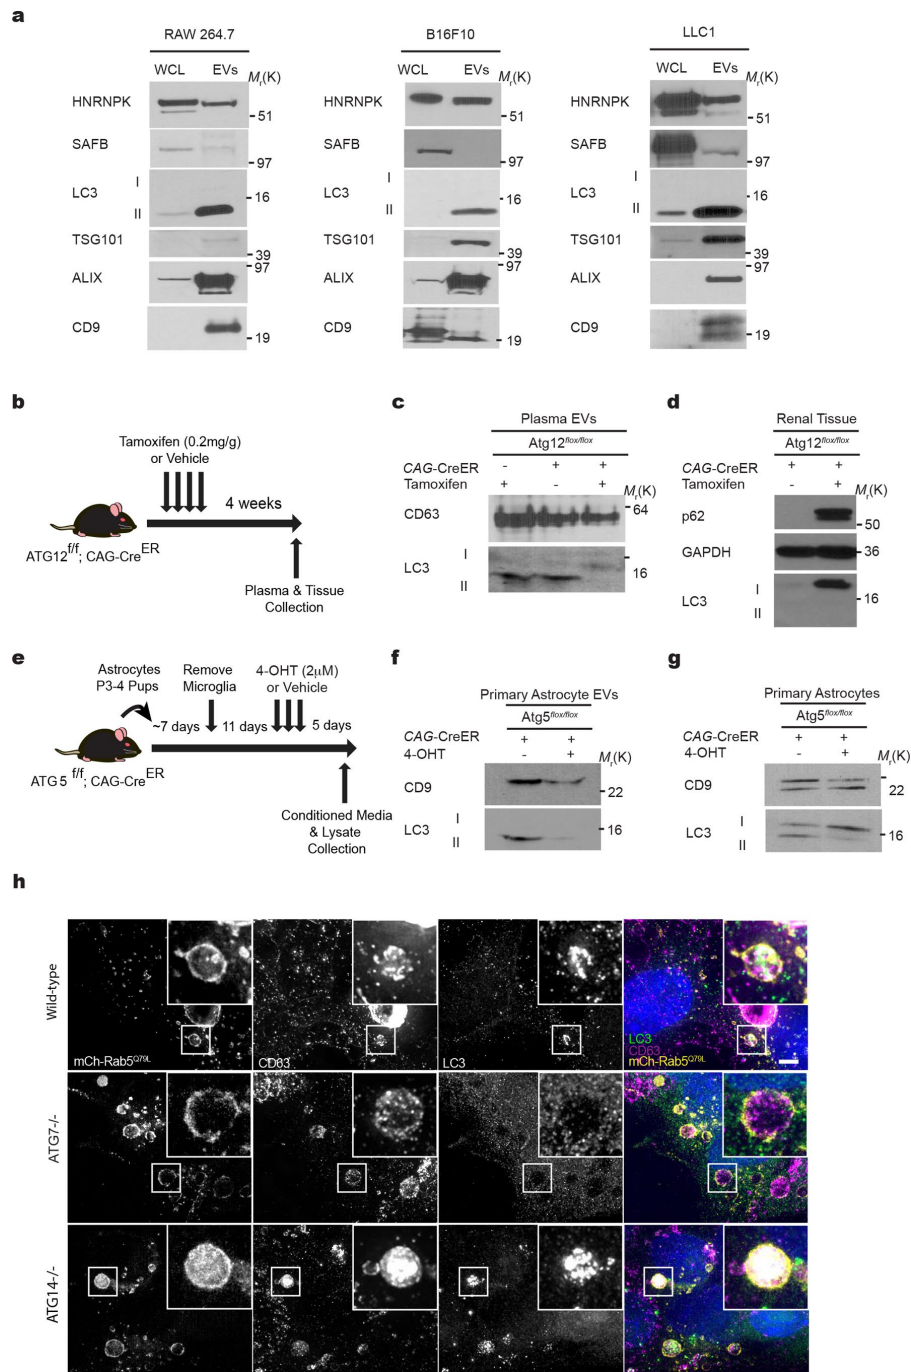 a
RAW 264.7
WCL EVs Mr(K)
HNRNPK
51
SAFB
97
LC3
I
II
16
TSG101
39
ALIX
97
CD9
19
B16F10
WCL EVs Mr(K)
HNRNPK
51
SAFB
97
LC3
I
II
16
TSG101
39
ALIX
97
CD9
19
LLC1
WCL EVs Mr(K)
HNRNPK
51
SAFB
97
LC3
I
II
16
TSG101
39
ALIX
97
CD9
19
b
Tamoxifen (0.2mg/g)
or Vehicle
4 weeks
ATG12f/f; CAG-CreER
Plasma & Tissue
Collection
c
Plasma EVs
Atg12flox/flox
CAG-CreER - + +
Tamoxifen + - +
Mr(K)
CD63
64
LC3
I
II
16
d
Renal Tissue
Atg12flox/flox
CAG-CreER + +
Tamoxifen - +
Mr(K)
p62
50
GAPDH
36
LC3
I
II
16
e
Astrocytes
P3-4 Pups
Remove
Microglia
4-OHT (2μM)
or Vehicle
~7 days
11 days
5 days
ATG5 f/f; CAG-CreER
Conditioned Media
& Lysate
Collection
f
Primary Astrocyte EVs
Atg5flox/flox
CAG-CreER + +
4-OHT - +
Mr(K)
CD9
22
LC3
I
II
16
g
Primary Astrocytes
Atg5flox/flox
CAG-CreER + +
4-OHT - +
Mr(K)
CD9
22
LC3
I
II
16
h
Wild-type
mCh-Rab5Q79L
CD63
LC3
LC3
CD63
mCh-Rab5Q79L
ATG7-/-
ATG14-/-